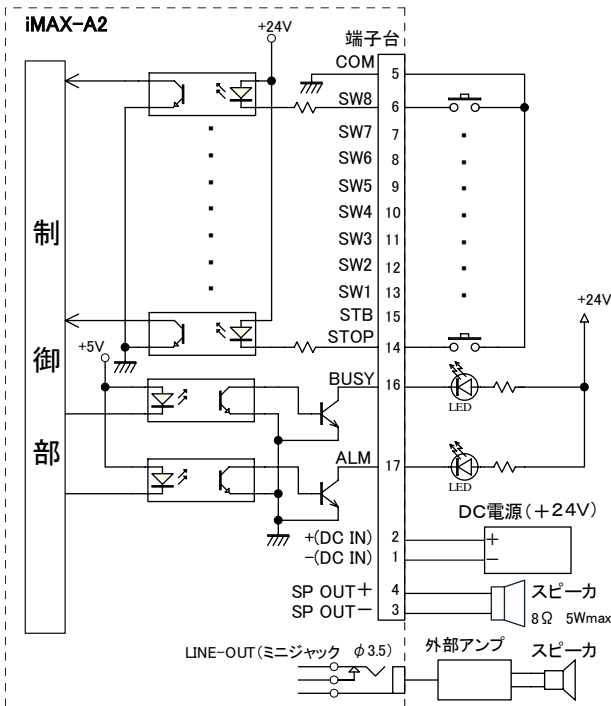 iMAX-A2
+24V
端子台
COM 5
SW8 6
SW7 7
SW6 8
SW5 9
SW4 10
SW3 11
SW2 12
SW1 13
STB 15
STOP 14
+24V
+5V
BUSY 16
LED
ALM 17
LED
制御部
DC電源(+24V)
+(DC IN) 2 +
-(DC IN) 1 -
SP OUT+ 4
SP OUT- 3
スピーカ
8Ω 5Wmax
LINE-OUT(ミニジャック φ3.5)
外部アンプ
スピーカ